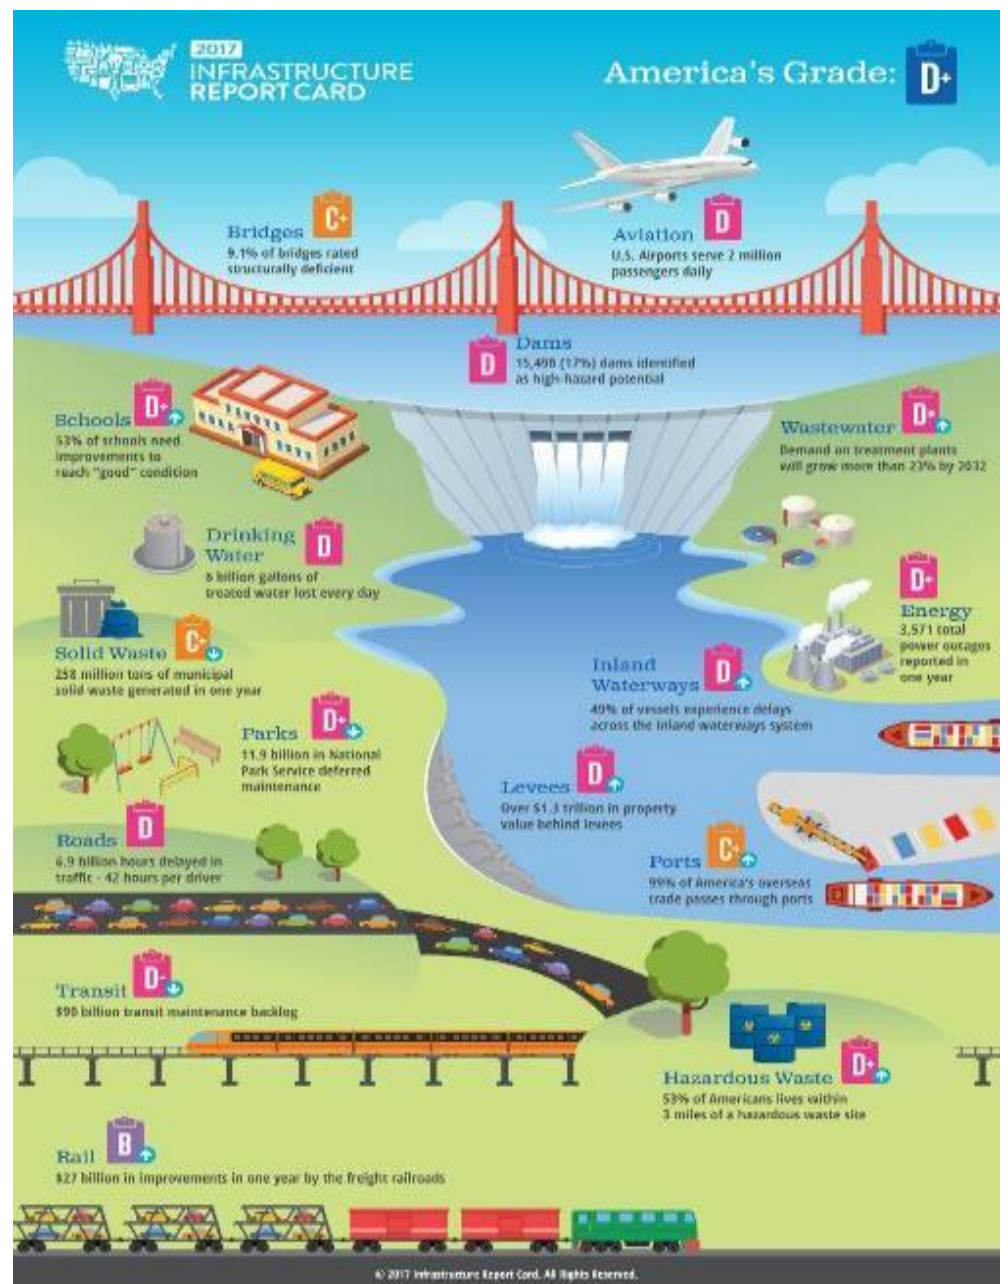 2017
INFRASTRUCTURE
REPORT CARD
America's Grade: D+
Bridges C+
9.1% of bridges rated
structurally deficient
Aviation D
U.S. Airports serve 2 million
passengers daily
Dams
D
15,498 (17%) dams identified
as high-hazard potential
Schools D+
53% of schools need
improvements to
reach "good" condition
Wastewater D+
Demand on treatment plants
will grow more than 23% by 2032
Drinking
Water
D
6 billion gallons of
treated water lost every day
D+
Energy
3,571 total
power outages
reported in
one year
Solid Waste C+
258 million tons of municipal
solid waste generated in one year
Inland
Waterways D
49% of vessels experience delays
across the inland waterways system
Parks D+
11.9 billion in National
Park Service deferred
maintenance
Levees D
Over $1.3 trillion in property
value behind levees
Roads D
6.9 billion hours delayed in
traffic - 42 hours per driver
Ports C+
99% of America's overseas
trade passes through ports
Transit D-
$90 billion transit maintenance backlog
Hazardous Waste D+
53% of Americans lives within
3 miles of a hazardous waste site
Rail B
$27 billion in improvements in one year by the freight railroads
© 2017 Infrastructure Report Card. All Rights Reserved.